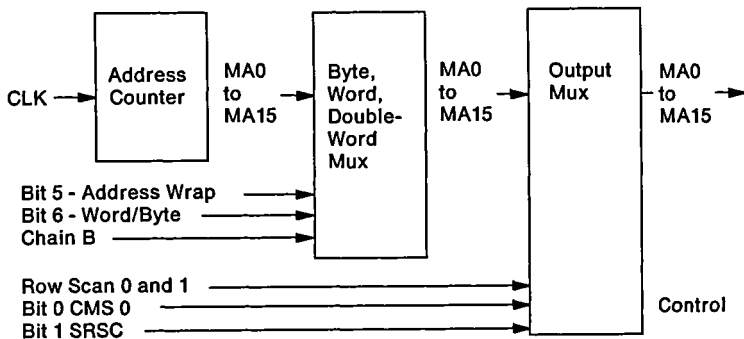 CLK
Address
Counter
MA0
to
MA15
Byte,
Word,
Double-
Word
Mux
MA0
to
MA15
Output
Mux
MA0
to
MA15
Bit 5 - Address Wrap
Bit 6 - Word/Byte
Chain B
Row Scan 0 and 1
Bit 0 CMS 0
Bit 1 SRSC
Control